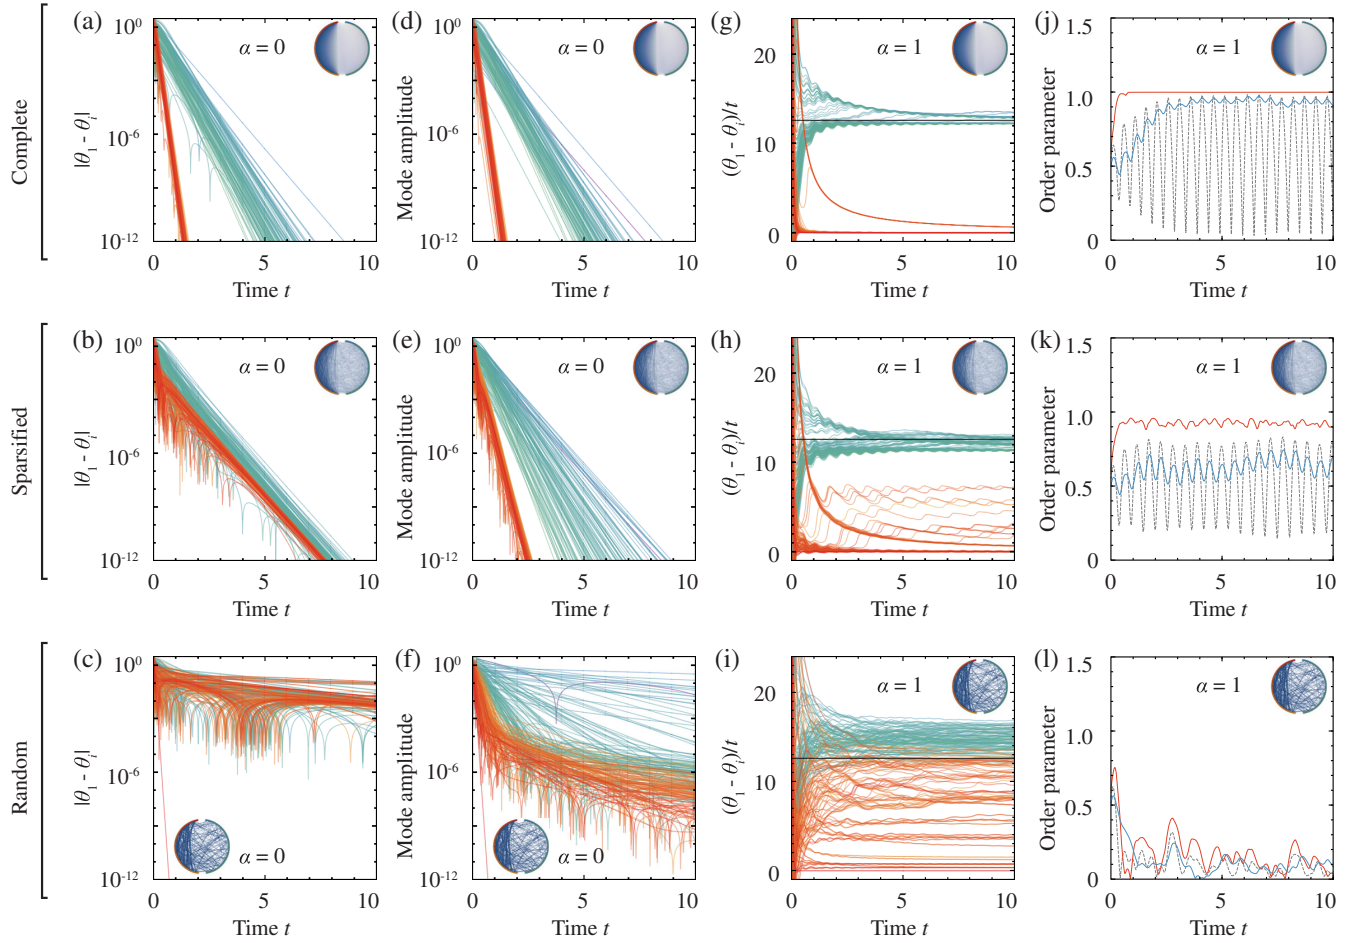 Complete
(a)
10^0
10^-6
10^-12
|θ_1 - θ_i|
α = 0
0 5 10
Time t
(d)
10^0
10^-6
10^-12
Mode amplitude
α = 0
0 5 10
Time t
(g)
20
10
0
(θ_1 - θ_i)/t
α = 1
0 5 10
Time t
(j)
1.5
1.0
0.5
0
Order parameter
α = 1
0 5 10
Time t
Sparsified
(b)
10^0
10^-6
10^-12
|θ_1 - θ_i|
α = 0
0 5 10
Time t
(e)
10^0
10^-6
10^-12
Mode amplitude
α = 0
0 5 10
Time t
(h)
20
10
0
(θ_1 - θ_i)/t
α = 1
0 5 10
Time t
(k)
1.5
1.0
0.5
0
Order parameter
α = 1
0 5 10
Time t
Random
(c)
10^0
10^-6
10^-12
|θ_1 - θ_i|
α = 0
0 5 10
Time t
(f)
10^0
10^-6
10^-12
Mode amplitude
α = 0
0 5 10
Time t
(i)
20
10
0
(θ_1 - θ_i)/t
α = 1
0 5 10
Time t
(l)
1.5
1.0
0.5
0
Order parameter
α = 1
0 5 10
Time t